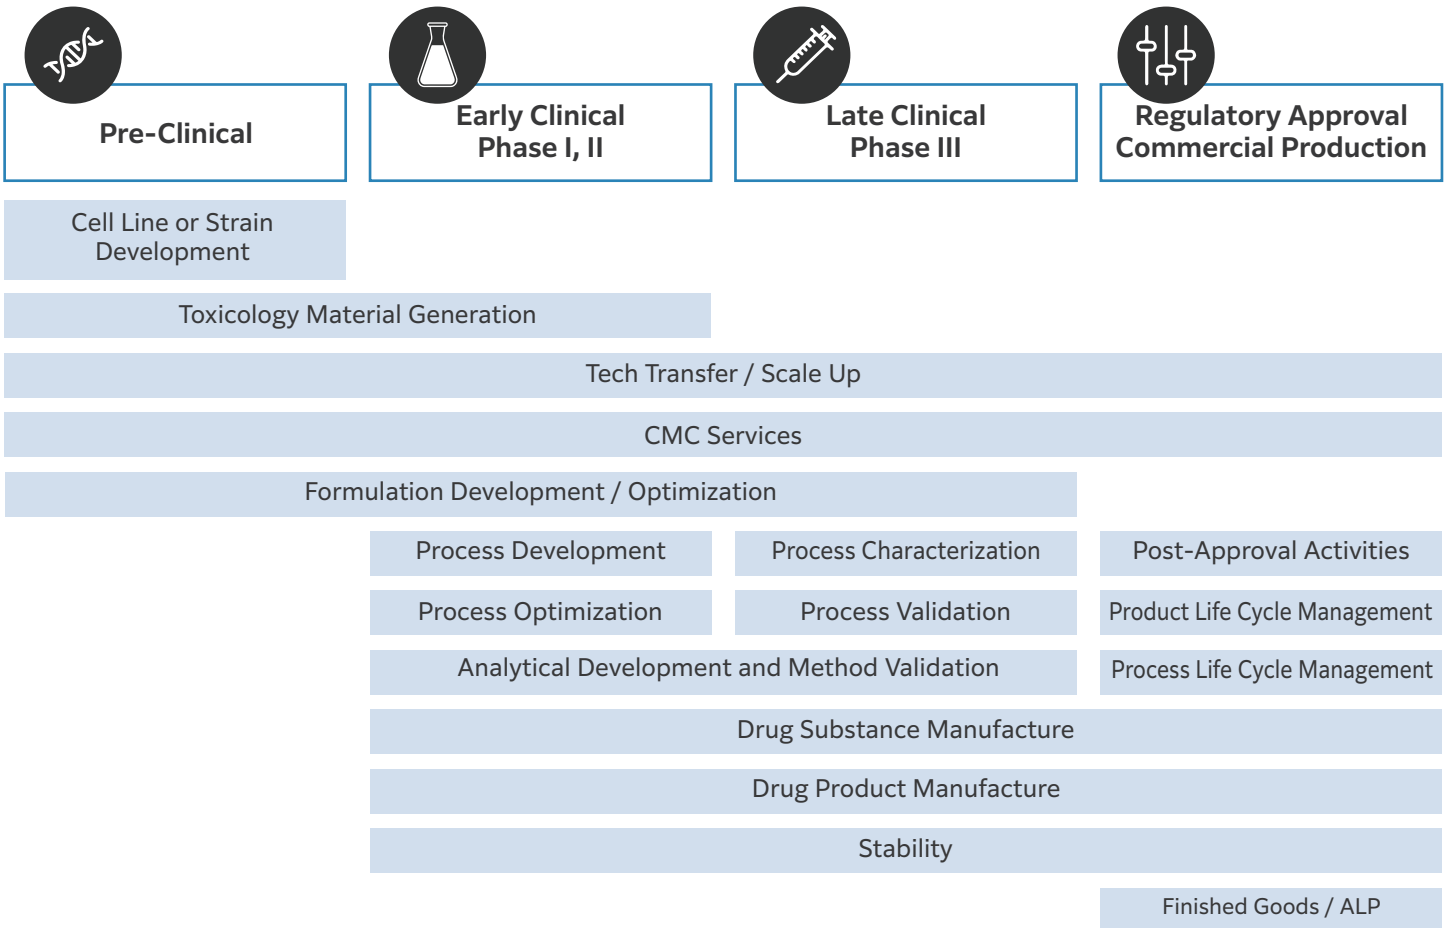 Pre-Clinical
Early Clinical
Phase I, II
Late Clinical
Phase III
Regulatory Approval
Commercial Production
Cell Line or Strain
Development
Toxicology Material Generation
Tech Transfer / Scale Up
CMC Services
Formulation Development / Optimization
Process Development
Process Characterization
Post-Approval Activities
Process Optimization
Process Validation
Product Life Cycle Management
Analytical Development and Method Validation
Process Life Cycle Management
Drug Substance Manufacture
Drug Product Manufacture
Stability
Finished Goods / ALP